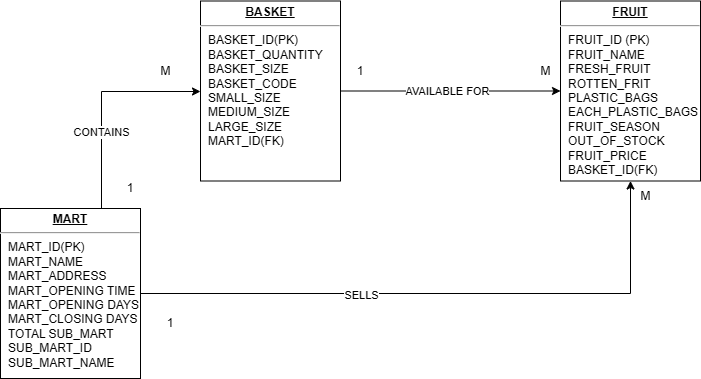 BASKET
BASKET_ID(PK)
BASKET_QUANTITY
BASKET_SIZE
BASKET_CODE
SMALL_SIZE
MEDIUM_SIZE
LARGE_SIZE
MART_ID(FK)
FRUIT
FRUIT_ID (PK)
FRUIT_NAME
FRESH_FRUIT
ROTTEN_FRIT
PLASTIC_BAGS
EACH_PLASTIC_BAGS
FRUIT_SEASON
OUT_OF_STOCK
FRUIT_PRICE
BASKET_ID(FK)
M
1
M
AVAILABLE FOR
CONTAINS
1
M
MART
MART_ID(PK)
MART_NAME
MART_ADDRESS
MART_OPENING TIME
MART_OPENING DAYS
MART_CLOSING DAYS
TOTAL SUB_MART
SUB_MART_ID
SUB_MART_NAME
SELLS
1